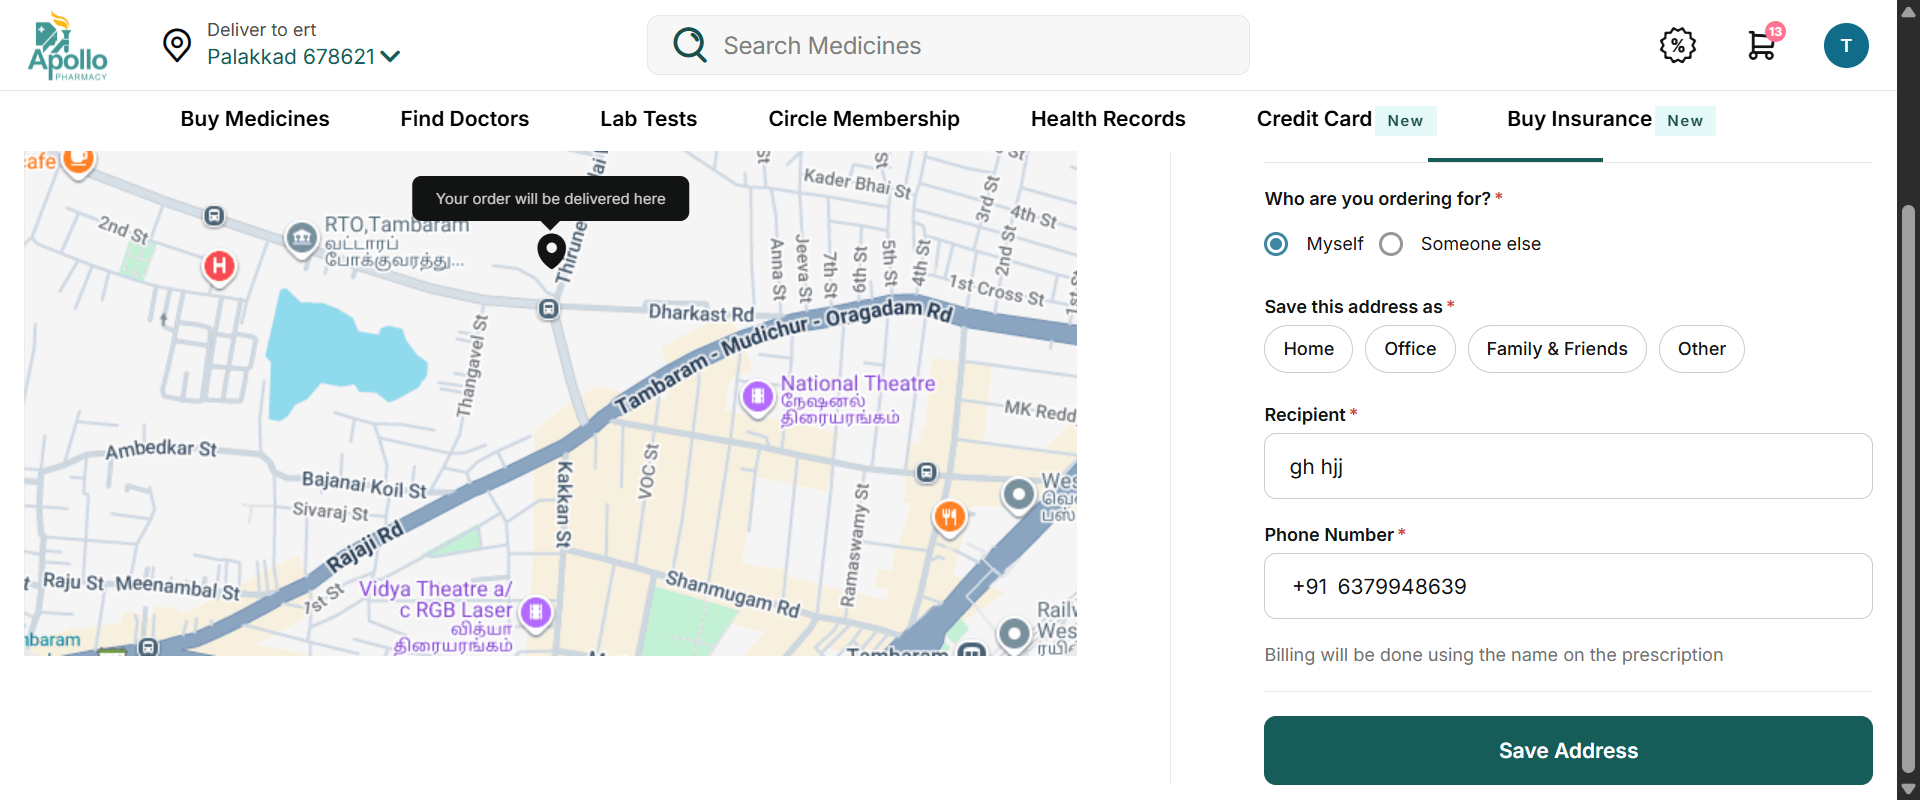 Apollo
PHARMACY
Deliver to ert
Palakkad 678621
Search Medicines
%
13
T
Buy Medicines
Find Doctors
Lab Tests
Circle Membership
Health Records
Credit Card New
Buy Insurance New
2nd St
RTO,Tambaram
வட்டாரப்
போக்குவரத்து...
H
Your order will be delivered here
Kader Bhai St
3rd St
4th St
2nd St
Anna St
Jeeva St
7th St
6th St
5th St
4th St
1st Cross St
Dharkast Rd
Tambaram - Mudichur - Oragadam Rd
Thangavel St
National Theatre
நேஷனல்
திரையரங்கம்
Ambedkar St
Bajanai Koil St
Sivaraj St
Rajaji Rd
Kakkan St
VOC St
Ramaswamy St
Raju St
Meenambal St
1st St
Vidya Theatre a/
c RGB Laser
வித்யா
திரையரங்கம்
Shanmugam Rd
Who are you ordering for? *
Myself
Someone else
Save this address as *
Home
Office
Family & Friends
Other
Recipient *
gh hjj
Phone Number *
+91 6379948639
Billing will be done using the name on the prescription
Save Address